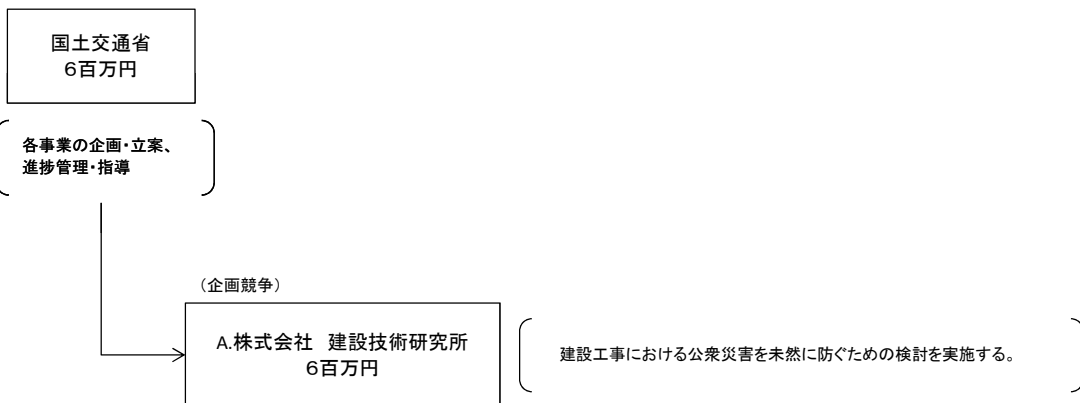 国土交通省
6百万円
各事業の企画・立案、
進捗管理・指導
（企画競争）
A.株式会社　建設技術研究所
6百万円
建設工事における公衆災害を未然に防ぐための検討を実施する。